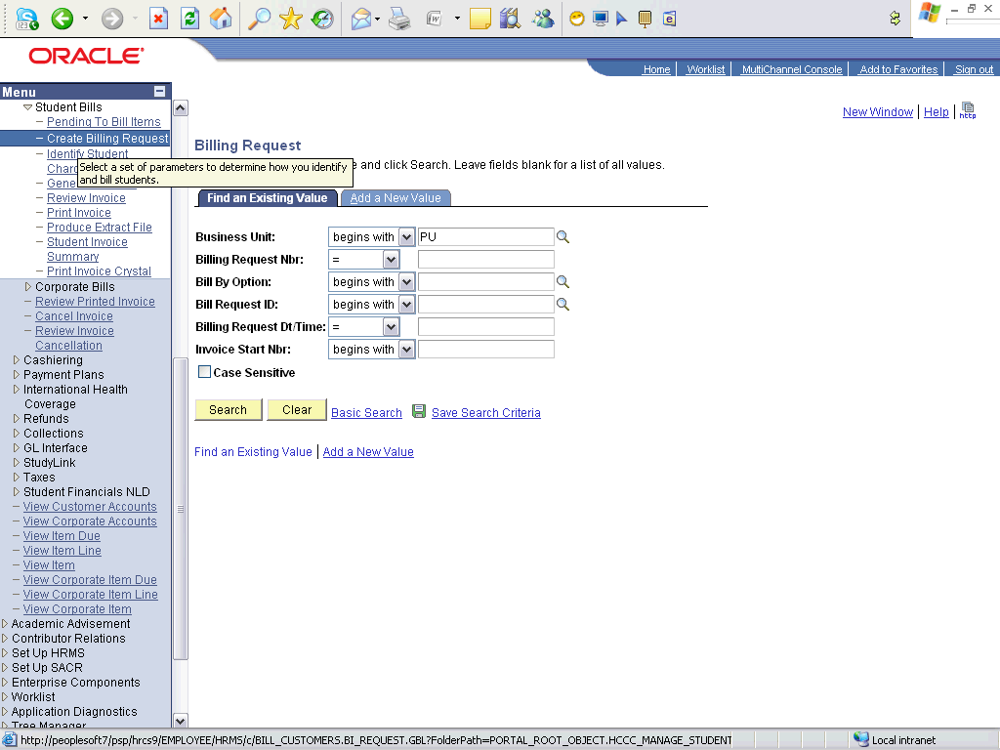 ORACLE
Home
Worklist
MultiChannel Console
Add to Favorites
Sign out
Menu
Student Bills
Pending To Bill Items
Create Billing Request
Identify Student
Select a set of parameters to determine how you identify
and bill students.
Review Invoice
Print Invoice
Produce Extract File
Student Invoice
Summary
Print Invoice Crystal
Corporate Bills
Review Printed Invoice
Cancel Invoice
Review Invoice
Cancellation
Cashiering
Payment Plans
International Health
Coverage
Refunds
Collections
GL Interface
StudyLink
Taxes
Student Financials NLD
View Customer Accounts
View Corporate Accounts
View Item Due
View Item Line
View Item
View Corporate Item Due
View Corporate Item Line
View Corporate Item
Academic Advisement
Contributor Relations
Set Up HRMS
Set Up SACR
Enterprise Components
Worklist
Application Diagnostics
Tree Manager
New Window | Help | http
Billing Request
e and click Search. Leave fields blank for a list of all values.
Find an Existing Value
Add a New Value
Business Unit: begins with PU
Billing Request Nbr: =
Bill By Option: begins with
Bill Request ID: begins with
Billing Request Dt/Time: =
Invoice Start Nbr: begins with
Case Sensitive
Search Clear Basic Search Save Search Criteria
Find an Existing Value | Add a New Value
http://peoplesoft7/psp/hrcs9/EMPLOYEE/HRMS/c/BILL_CUSTOMERS.BI_REQUEST.GBL?FolderPath=PORTAL_ROOT_OBJECT.HCCC_MANAGE_STUDENT
Local intranet